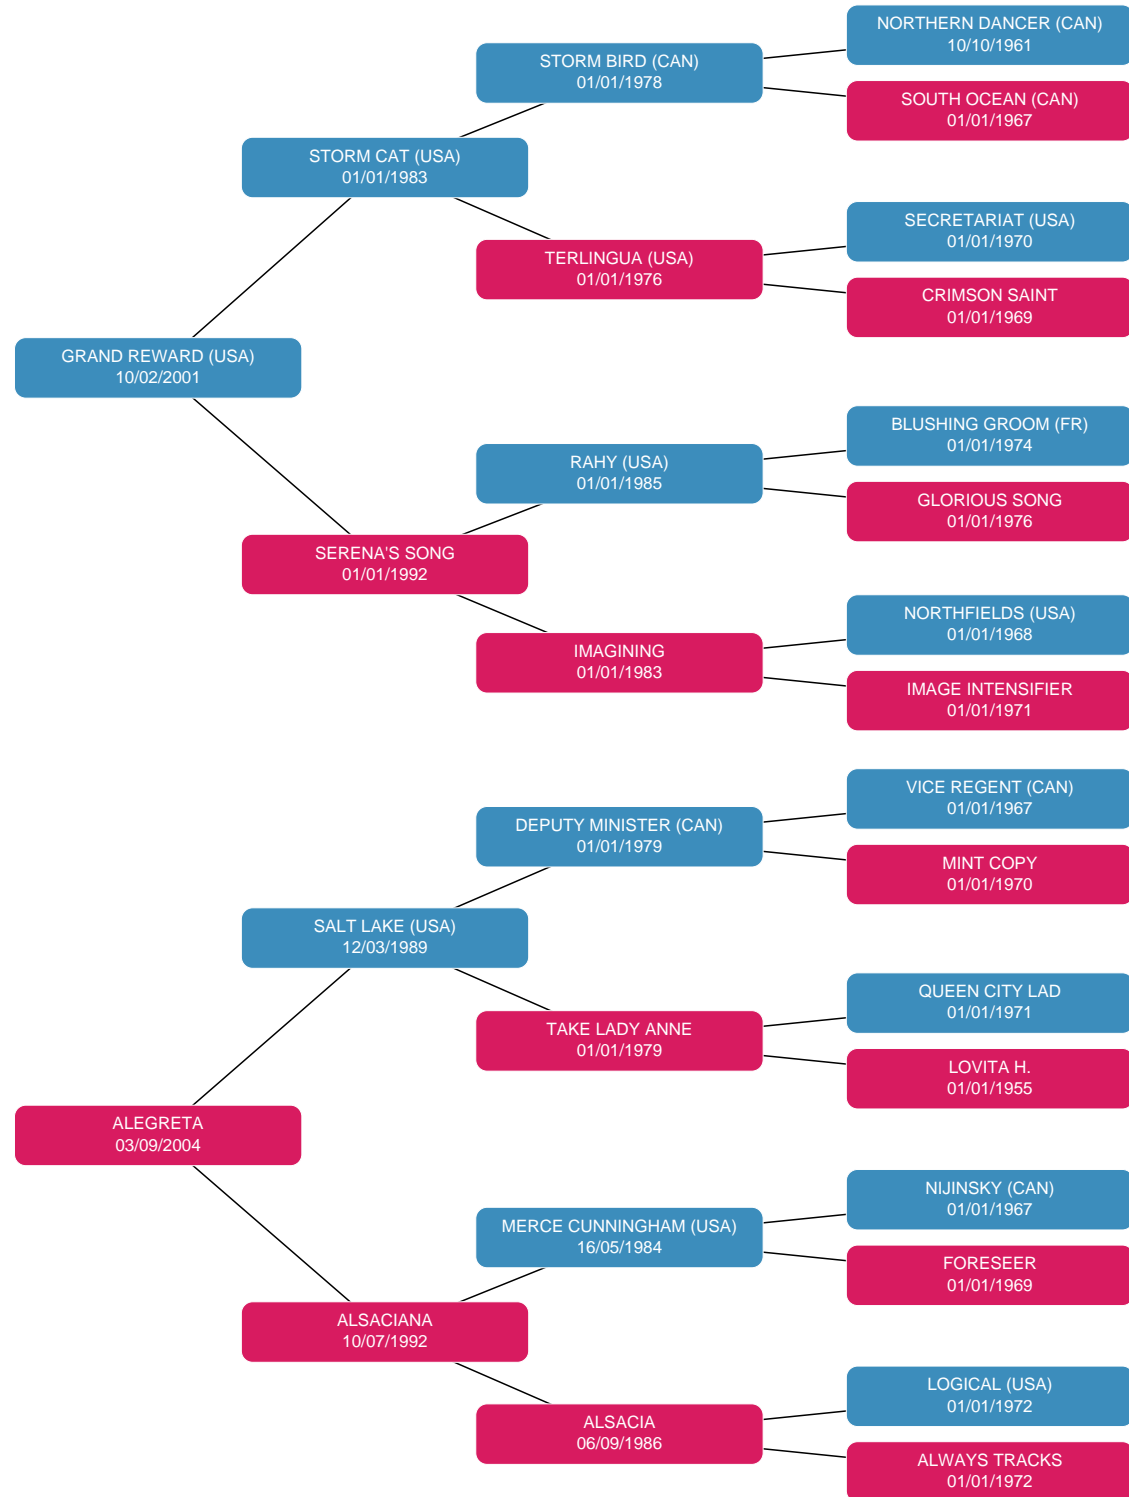 NORTHERN DANCER (CAN)
10/10/1961
STORM BIRD (CAN)
01/01/1978
SOUTH OCEAN (CAN)
01/01/1967
STORM CAT (USA)
01/01/1983
SECRETARIAT (USA)
01/01/1970
TERLINGUA (USA)
01/01/1976
CRIMSON SAINT
01/01/1969
GRAND REWARD (USA)
10/02/2001
BLUSHING GROOM (FR)
01/01/1974
RAHY (USA)
01/01/1985
GLORIOUS SONG
01/01/1976
SERENA'S SONG
01/01/1992
NORTHFIELDS (USA)
01/01/1968
IMAGINING
01/01/1983
IMAGE INTENSIFIER
01/01/1971
VICE REGENT (CAN)
01/01/1967
DEPUTY MINISTER (CAN)
01/01/1979
MINT COPY
01/01/1970
SALT LAKE (USA)
12/03/1989
QUEEN CITY LAD
01/01/1971
TAKE LADY ANNE
01/01/1979
LOVITA H.
01/01/1955
ALEGRETA
03/09/2004
NIJINSKY (CAN)
01/01/1967
MERCE CUNNINGHAM (USA)
16/05/1984
FORESEER
01/01/1969
ALSACIANA
10/07/1992
LOGICAL (USA)
01/01/1972
ALSACIA
06/09/1986
ALWAYS TRACKS
01/01/1972